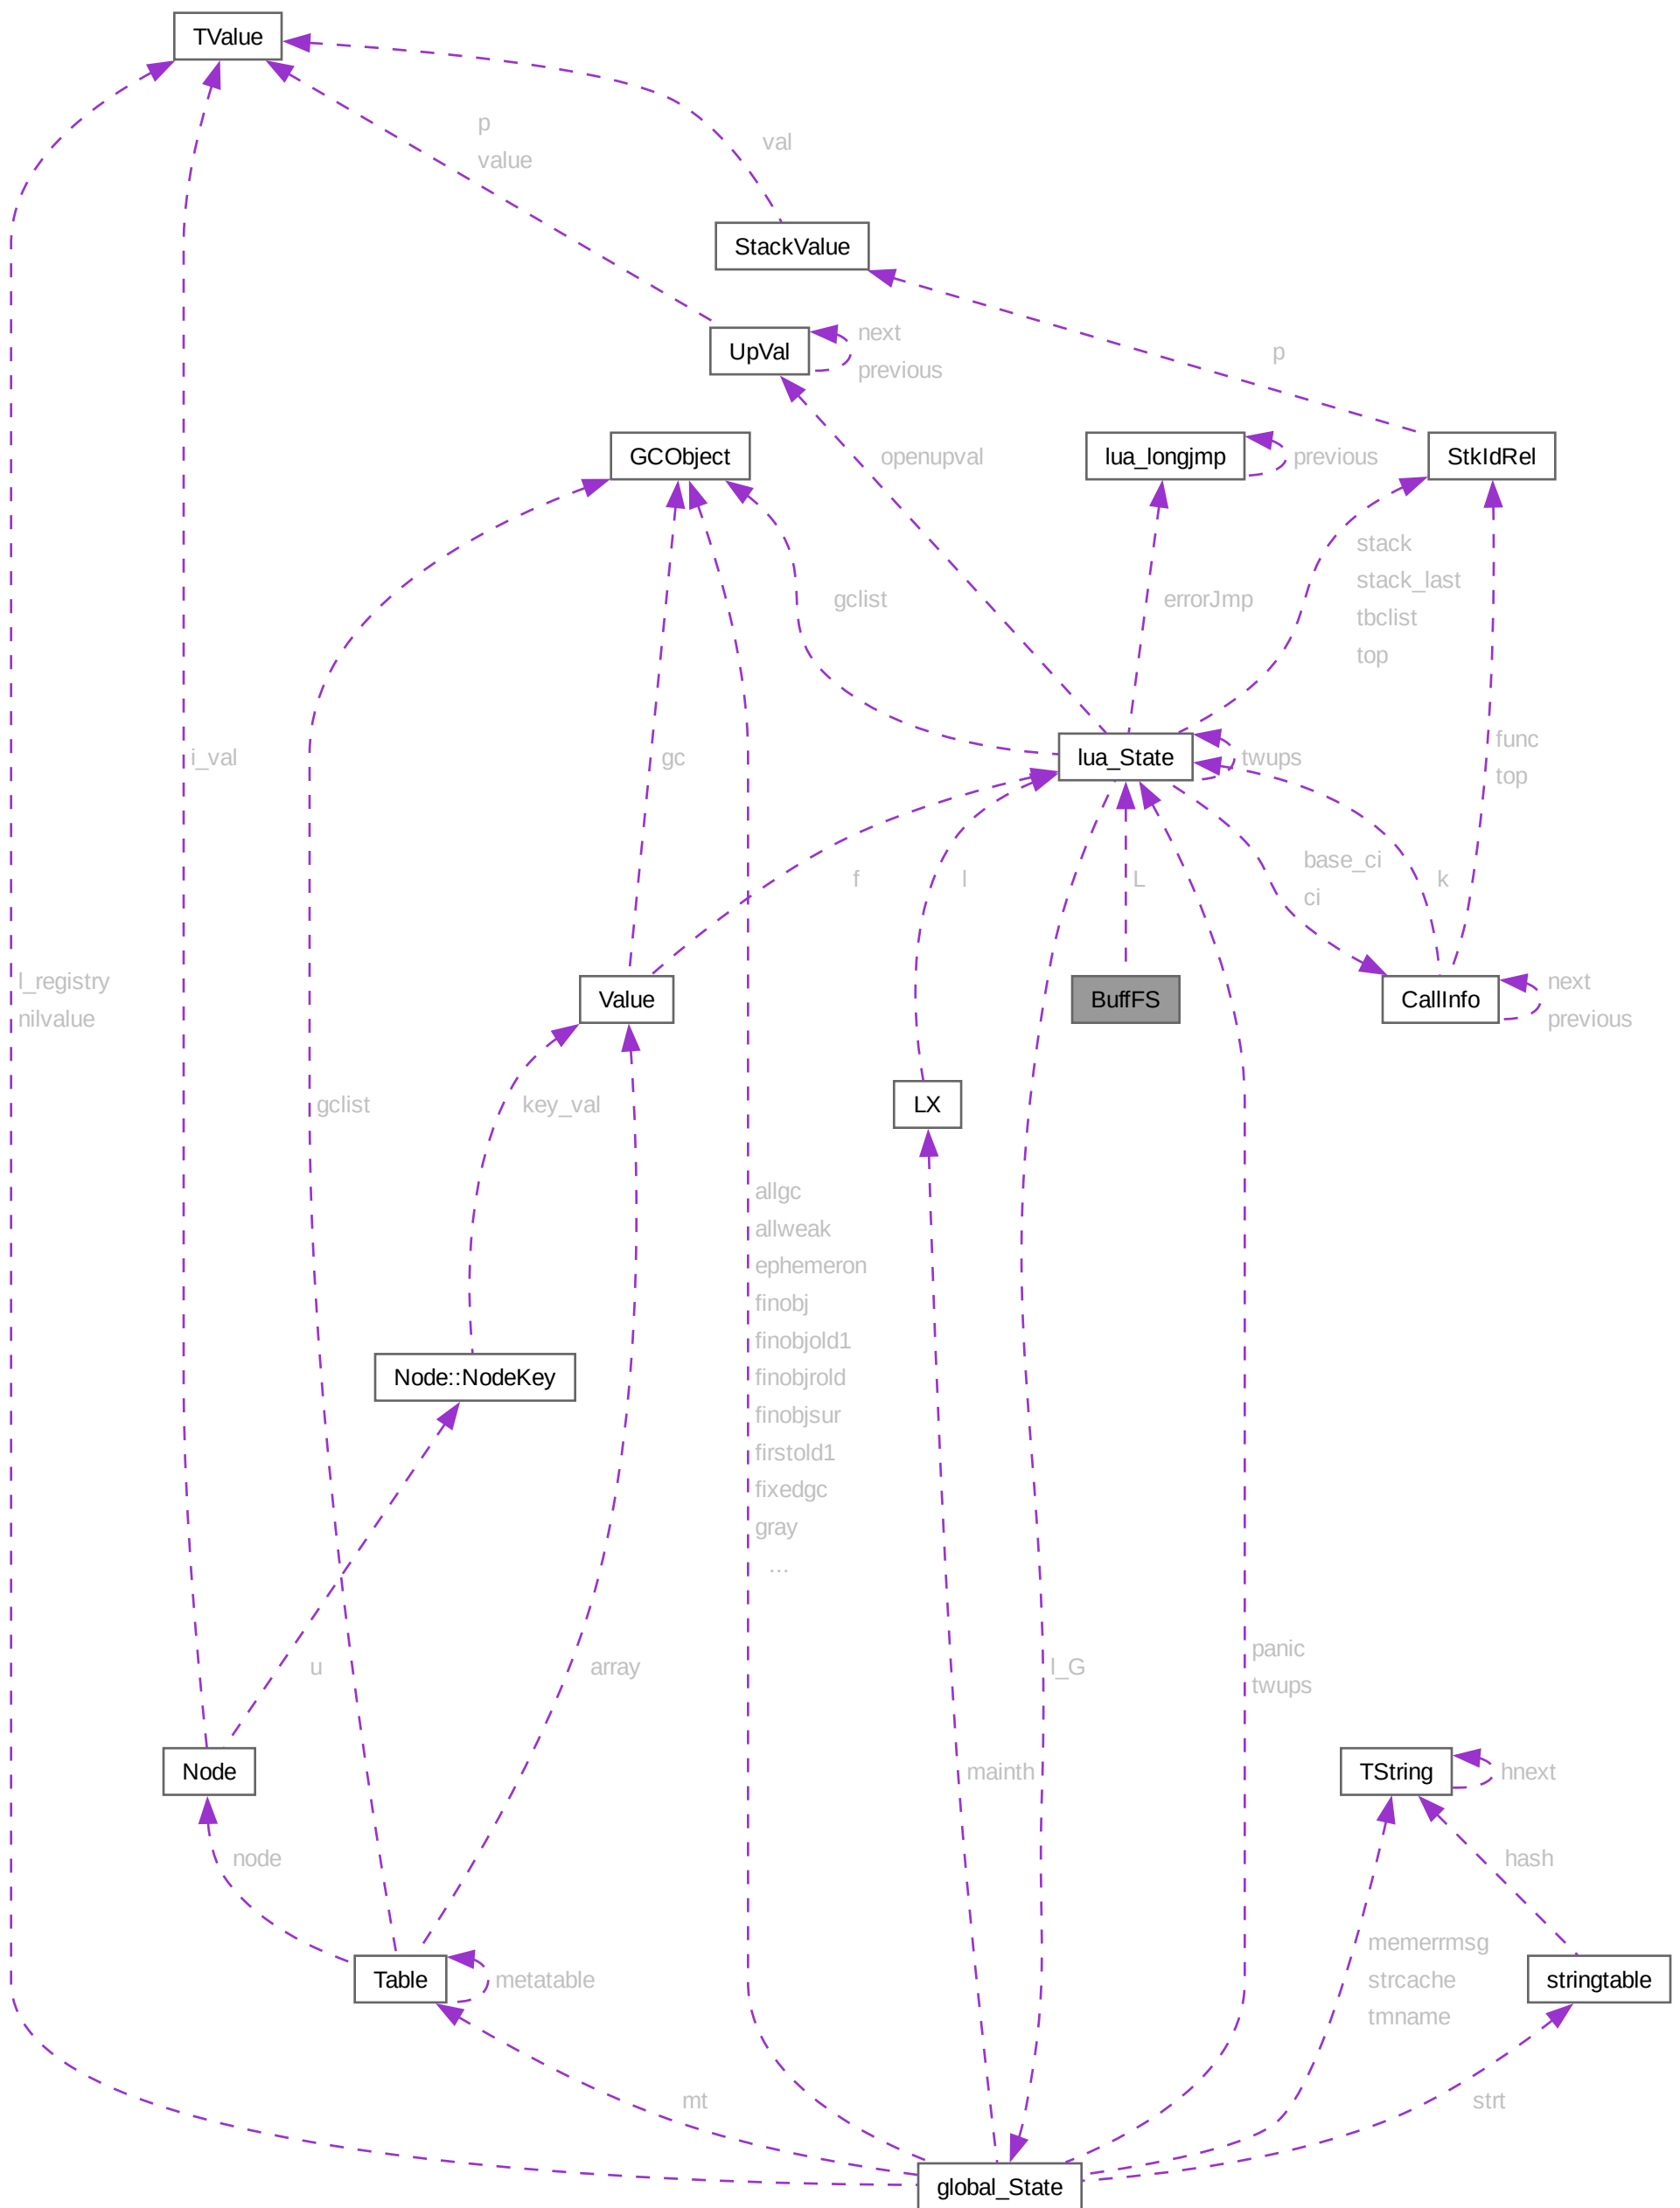 TValue
p
value
val
StackValue
UpVal
next
previous
p
GCObject
openupval
lua_longjmp
previous
StkIdRel
stack
stack_last
tbclist
top
gclist
errorJmp
i_val
gc
lua_State
twups
func
top
f
l
L
base_ci
ci
k
l_registry
nilvalue
Value
BuffFS
CallInfo
next
previous
gclist
key_val
LX
allgc
allweak
ephemeron
finobj
finobjold1
finobjrold
finobjsur
firstold1
fixedgc
gray
...
Node::NodeKey
u
array
l_G
panic
twups
Node
mainth
TString
hnext
node
hash
Table
metatable
memerrmsg
strcache
tmname
stringtable
mt
strt
global_State